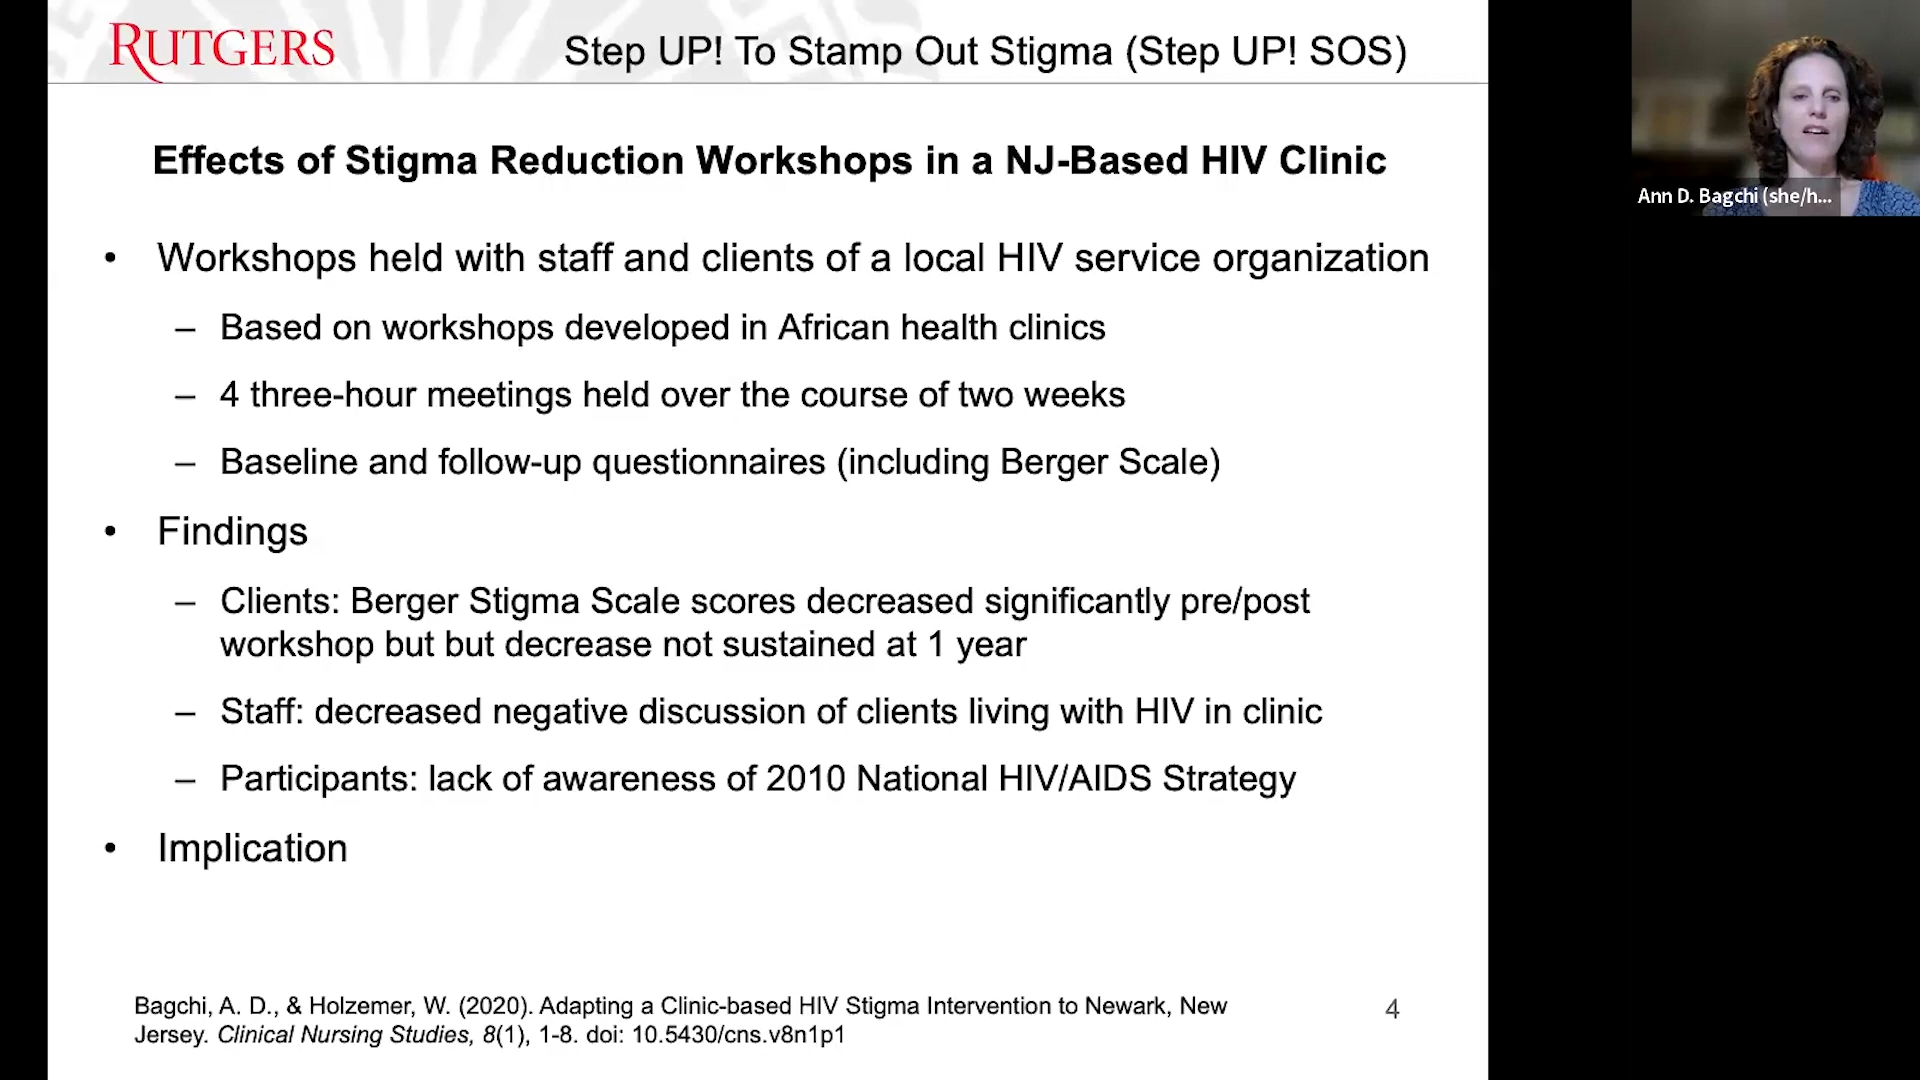 RUTGERS
Step UP! To Stamp Out Stigma (Step UP! SOS)
Ann D. Bagchi (she/h...
Effects of Stigma Reduction Workshops in a NJ-Based HIV Clinic
• Workshops held with staff and clients of a local HIV service organization
– Based on workshops developed in African health clinics
– 4 three-hour meetings held over the course of two weeks
– Baseline and follow-up questionnaires (including Berger Scale)
• Findings
– Clients: Berger Stigma Scale scores decreased significantly pre/post
workshop but but decrease not sustained at 1 year
– Staff: decreased negative discussion of clients living with HIV in clinic
– Participants: lack of awareness of 2010 National HIV/AIDS Strategy
• Implication
Bagchi, A. D., & Holzemer, W. (2020). Adapting a Clinic-based HIV Stigma Intervention to Newark, New
Jersey. Clinical Nursing Studies, 8(1), 1-8. doi: 10.5430/cns.v8n1p1
4